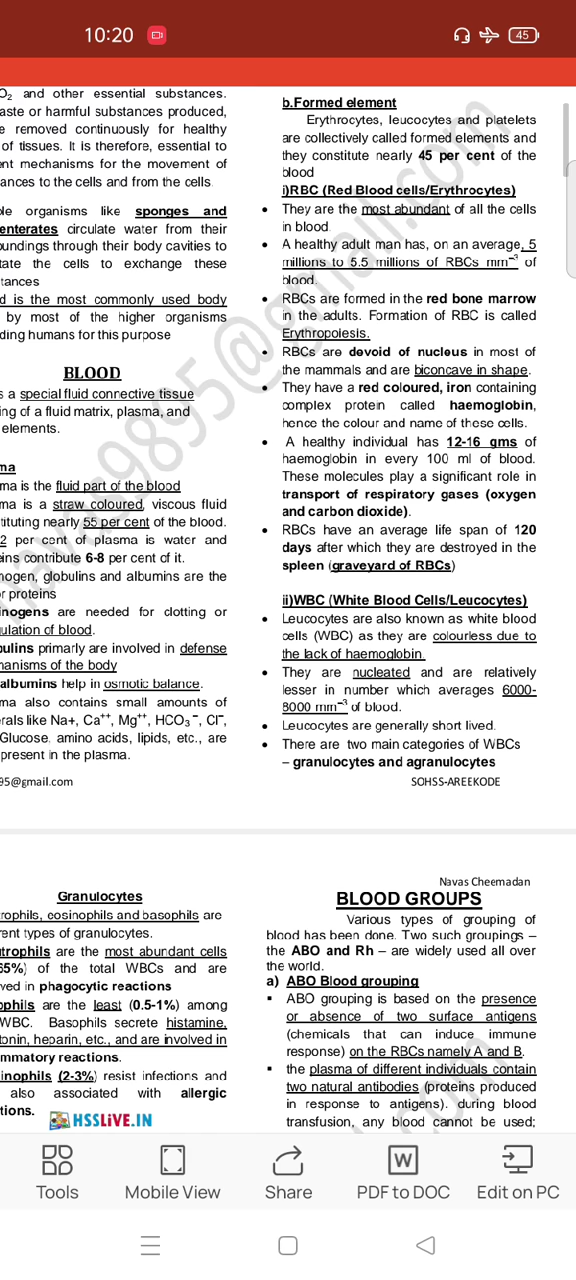 10:20
45
O₂ and other essential substances.
aste or harmful substances produced,
e removed continuously for healthy
of tissues. It is therefore, essential to
ent mechanisms for the movement of
ances to the cells and from the cells.
le organisms like sponges and
enterates circulate water from their
oundings through their body cavities to
tate the cells to exchange these
tances
d is the most commonly used body
by most of the higher organisms
ding humans for this purpose
BLOOD
s a special fluid connective tissue
ing of a fluid matrix, plasma, and
elements.
ma
ma is the fluid part of the blood
ma is a straw coloured, viscous fluid
tituting nearly 55 per cent of the blood.
2 per cent of plasma is water and
eins contribute 6-8 per cent of it.
nogen, globulins and albumins are the
or proteins
inogens are needed for clotting or
gulation of blood.
bulins primarily are involved in defense
hanisms of the body
albumins help in osmotic balance.
ma also contains small amounts of
erals like Na+, Ca⁺⁺, Mg⁺⁺, HCO₃⁻, Cl⁻,
Glucose, amino acids, lipids, etc., are
present in the plasma.
95@gmail.com
b.Formed element
Erythrocytes, leucocytes and platelets
are collectively called formed elements and
they constitute nearly 45 per cent of the
blood
i)RBC (Red Blood cells/Erythrocytes)
• They are the most abundant of all the cells
in blood.
• A healthy adult man has, on an average, 5
millions to 5.5 millions of RBCs mm⁻³ of
blood.
• RBCs are formed in the red bone marrow
in the adults. Formation of RBC is called
Erythropoiesis.
• RBCs are devoid of nucleus in most of
the mammals and are biconcave in shape.
• They have a red coloured, iron containing
complex protein called haemoglobin,
hence the colour and name of these cells.
• A healthy individual has 12-16 gms of
haemoglobin in every 100 ml of blood.
These molecules play a significant role in
transport of respiratory gases (oxygen
and carbon dioxide).
• RBCs have an average life span of 120
days after which they are destroyed in the
spleen (graveyard of RBCs)
ii)WBC (White Blood Cells/Leucocytes)
• Leucocytes are also known as white blood
cells (WBC) as they are colourless due to
the lack of haemoglobin.
• They are nucleated and are relatively
lesser in number which averages 6000-
8000 mm⁻³ of blood.
• Leucocytes are generally short lived.
• There are two main categories of WBCs
– granulocytes and agranulocytes
SOHSS-AREEKODE
navas9895@gmail.com
Granulocytes
trophils, eosinophils and basophils are
rent types of granulocytes.
utrophils are the most abundant cells
65%) of the total WBCs and are
ved in phagocytic reactions
ophils are the least (0.5-1%) among
WBC. Basophils secrete histamine,
tonin, heparin, etc., and are involved in
mmatory reactions.
inophils (2-3%) resist infections and
also associated with allergic
tions.
HSSLiVE.IN
Navas Cheemadan
BLOOD GROUPS
Various types of grouping of
blood has been done. Two such groupings –
the ABO and Rh – are widely used all over
the world.
a) ABO Blood grouping
▪ ABO grouping is based on the presence
or absence of two surface antigens
(chemicals that can induce immune
response) on the RBCs namely A and B.
▪ the plasma of different individuals contain
two natural antibodies (proteins produced
in response to antigens). during blood
transfusion, any blood cannot be used;
.com
Tools
Mobile View
Share
W
PDF to DOC
Edit on PC